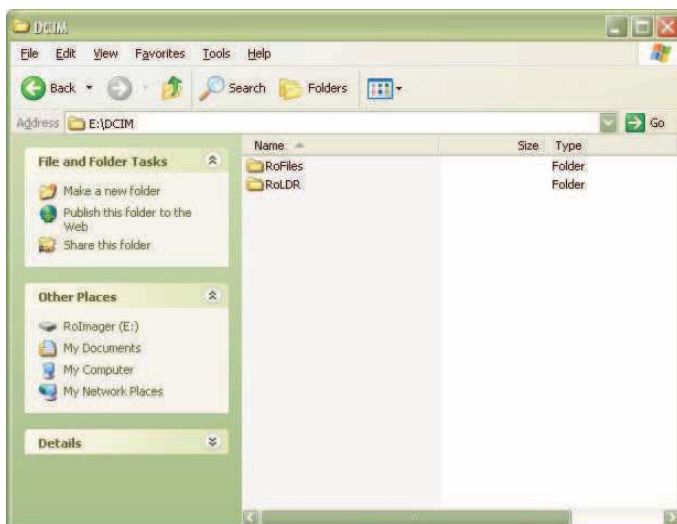 DCIM
File Edit View Favorites Tools Help
Back Search Folders
Address E:\DCIM Go
Name Size Type
File and Folder Tasks
Make a new folder
Publish this folder to the
Web
Share this folder
RoFiles Folder
RoLDR Folder
Other Places
RoImager (E:)
My Documents
My Computer
My Network Places
Details